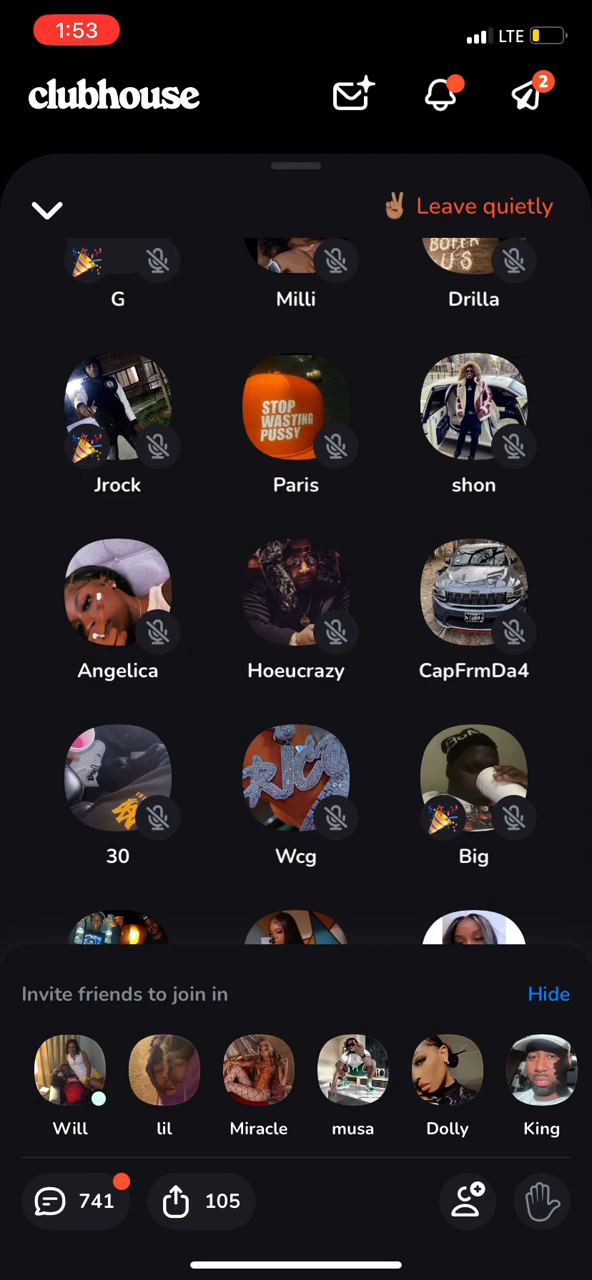 1:53
LTE
clubhouse
2
Leave quietly
G
Milli
Drilla
Jrock
STOP
WASTING
PUSSY
Paris
shon
Angelica
Hoeucrazy
CapFrmDa4
RICO
30
Wcg
Big
Invite friends to join in
Hide
Will
lil
Miracle
musa
Dolly
King
741
105